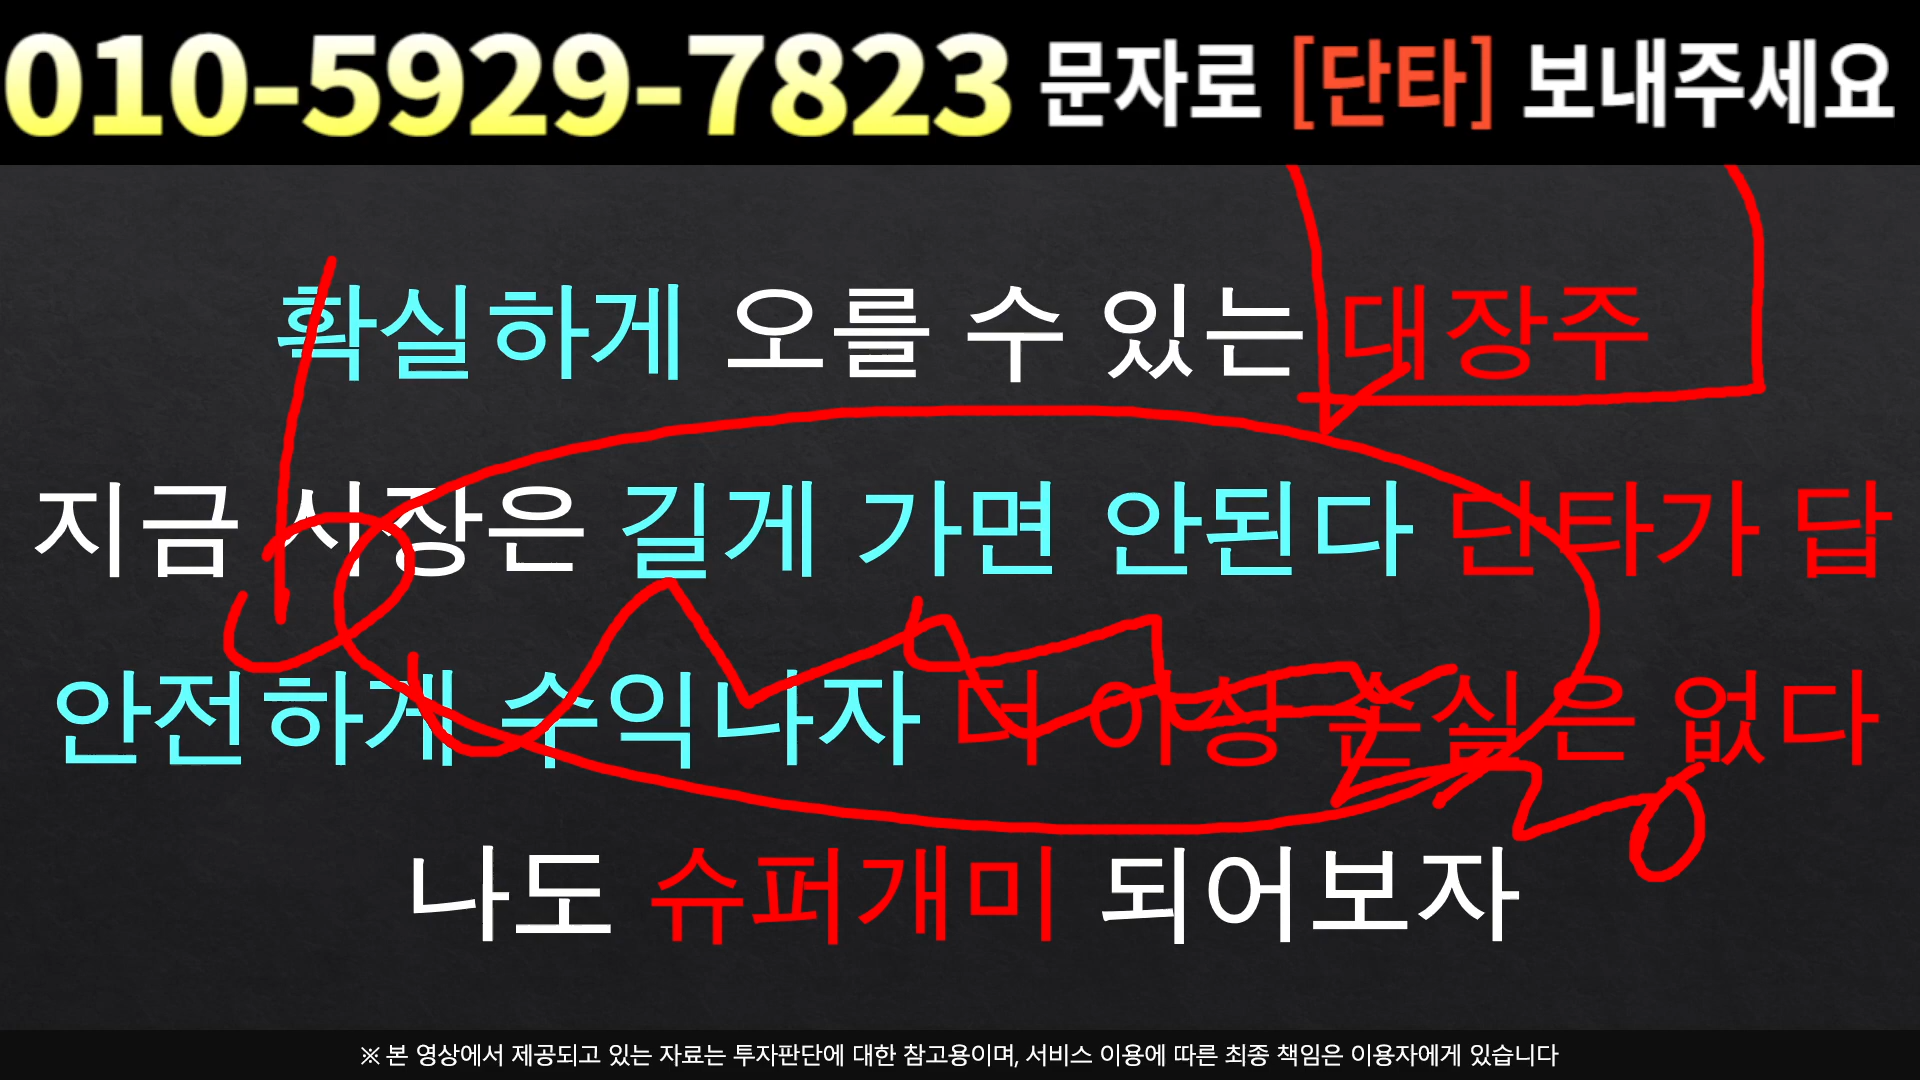 010-5929-7823 문자로 [단타] 보내주세요
확실하게 오를 수 있는 대장주
지금 시장은 길게 가면 안된다 단타가 답
안전하게 수익나자 더 이상 손실은 없다
나도 슈퍼개미 되어보자
※ 본 영상에서 제공되고 있는 자료는 투자판단에 대한 참고용이며, 서비스 이용에 따른 최종 책임은 이용자에게 있습니다